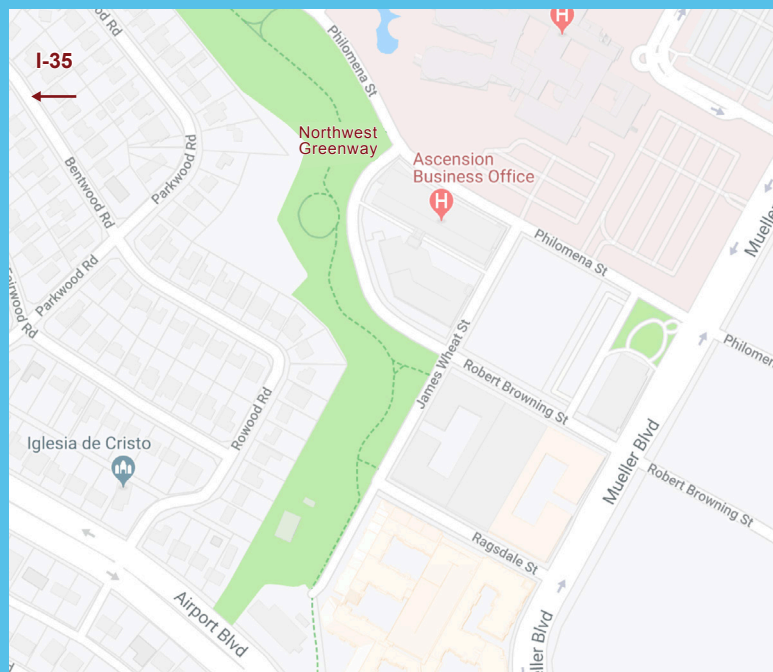 Philomena St
H
I-35
Northwest
Greenway
Ascension
Business Office
H
Bentwood Rd
Parkwood Rd
Parkwood Rd
Philomena St
Mueller
Philomen
James Wheat St
Robert Browning St
Rowood Rd
Iglesia de Cristo
Mueller Blvd
Robert Browning St
Ragsdale St
Airport Blvd